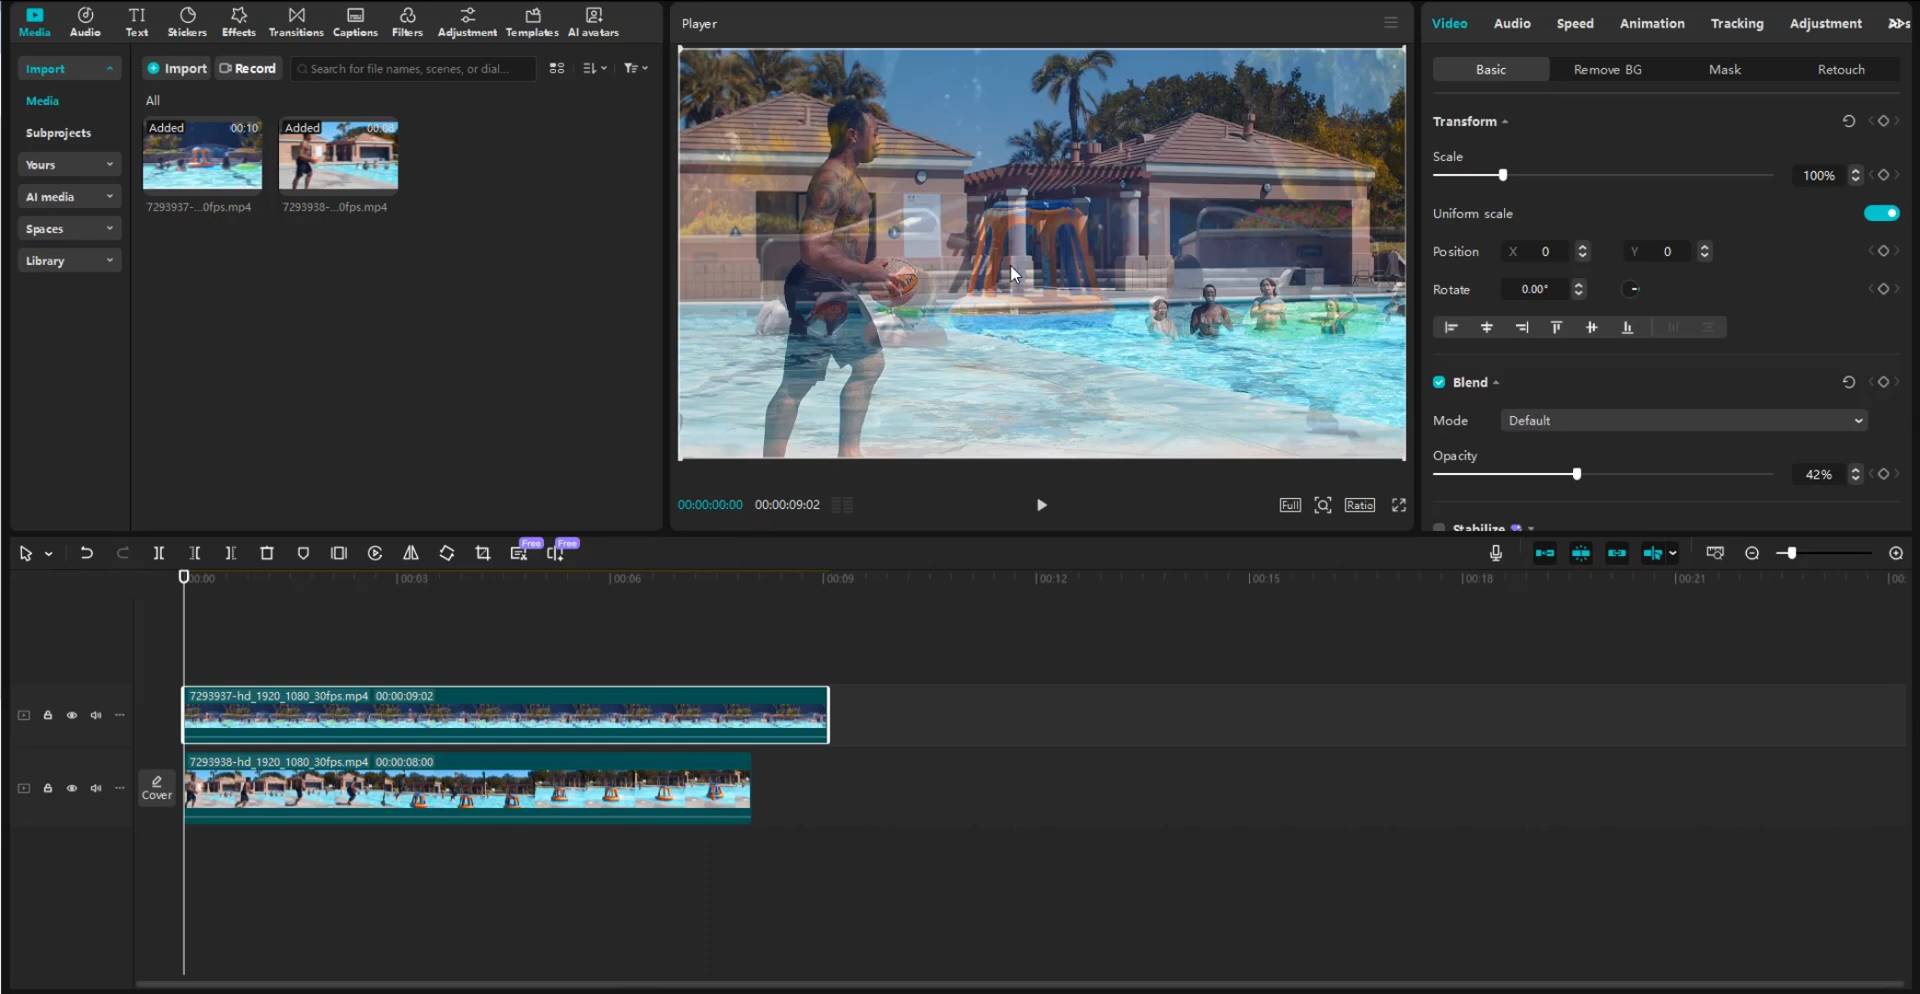 Media
Audio
Text
Stickers
Effects
Transitions
Captions
Filters
Adjustment
Templates
AI avatars
Import
Media
Subprojects
Yours
AI media
Spaces
Library
Import
Record
Search for file names, scenes, or dial...
All
Added 00:10
Added 00:08
7293937-...0fps.mp4
7293938-...0fps.mp4
Player
00:00:00:00 00:00:09:02
Full
Ratio
Video
Audio
Speed
Animation
Tracking
Adjustment
Basic
Remove BG
Mask
Retouch
Transform
Scale
100%
Uniform scale
Position X 0 Y 0
Rotate 0.00°
Blend
Mode Default
Opacity
42%
Stabilize
Free
Free
00:00 00:03 00:06 00:09 00:12 00:15 00:18 00:21 00:
7293937-hd_1920_1080_30fps.mp4 00:00:09:02
7293938-hd_1920_1080_30fps.mp4 00:00:08:00
Cover